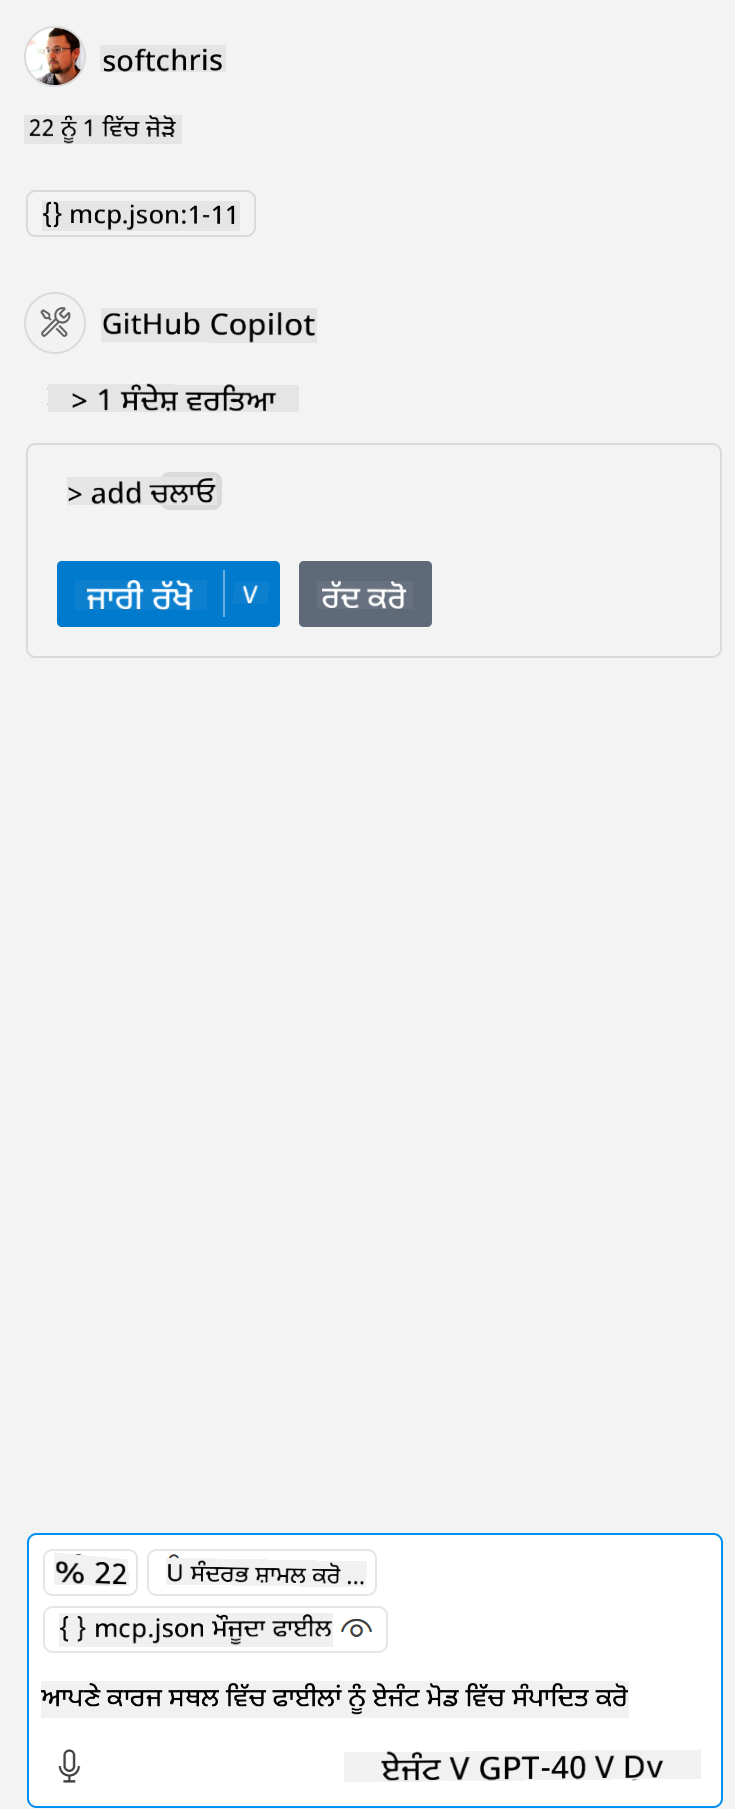 softchris
22 ਨੂੰ 1 ਵਿੱਚ ਜੋੜੋ
{} mcp.json:1-11
GitHub Copilot
> 1 ਸੰਦੇਸ਼ ਵਰਤਿਆ
> add ਚਲਾਓ
ਜਾਰੀ ਰੱਖੋ V ਰੱਦ ਕਰੋ
% 22 Û ਸੰਦਰਭ ਸ਼ਾਮਲ ਕਰੋ ...
{ } mcp.json ਮੌਜੂਦਾ ਫਾਈਲ
ਆਪਣੇ ਕਾਰਜ ਸਥਲ ਵਿੱਚ ਫਾਈਲਾਂ ਨੂੰ ਏਜੰਟ ਮੋਡ ਵਿੱਚ ਸੰਪਾਦਿਤ ਕਰੋ
ਏਜੰਟ V GPT-40 V Dv